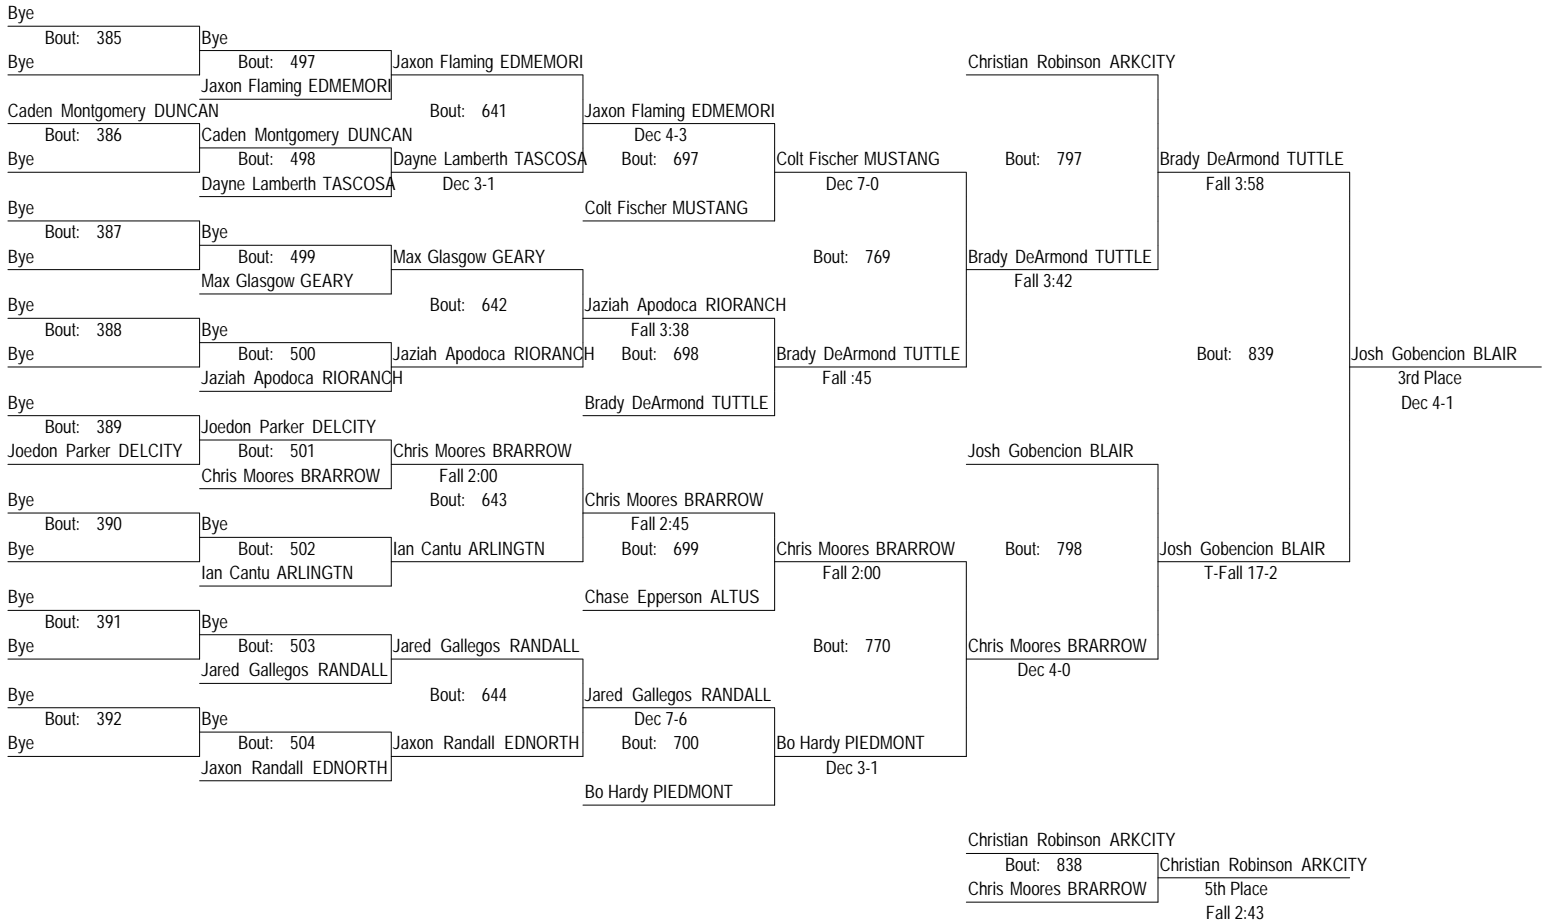 Bye
Bout: 385 Bye
Bye Bout: 497 Jaxon Flaming EDMEMORI Christian Robinson ARKCITY
Jaxon Flaming EDMEMORI
Caden Montgomery DUNCAN Bout: 641 Jaxon Flaming EDMEMORI
Bout: 386 Caden Montgomery DUNCAN Dec 4-3
Bye Bout: 498 Dayne Lamberth TASCOSA Bout: 697 Colt Fischer MUSTANG Bout: 797 Brady DeArmond TUTTLE
Dayne Lamberth TASCOSA Dec 3-1 Dec 7-0 Fall 3:58
Bye Colt Fischer MUSTANG
Bout: 387 Bye
Bye Bout: 499 Max Glasgow GEARY Bout: 769 Brady DeArmond TUTTLE
Max Glasgow GEARY Fall 3:42
Bye Bout: 642 Jaziah Apodoca RIORANCH
Bout: 388 Bye Fall 3:38
Bye Bout: 500 Jaziah Apodoca RIORANCH Bout: 698 Brady DeArmond TUTTLE Bout: 839 Josh Gobencion BLAIR
Jaziah Apodoca RIORANCH Fall :45 3rd Place
Bye Brady DeArmond TUTTLE Dec 4-1
Bout: 389 Joedon Parker DELCITY
Joedon Parker DELCITY Bout: 501 Chris Moores BRARROW Josh Gobencion BLAIR
Chris Moores BRARROW Fall 2:00
Bye Bout: 643 Chris Moores BRARROW
Bout: 390 Bye Fall 2:45
Bye Bout: 502 Ian Cantu ARLINGTN Bout: 699 Chris Moores BRARROW Bout: 798 Josh Gobencion BLAIR
Ian Cantu ARLINGTN Fall 2:00 T-Fall 17-2
Bye Chase Epperson ALTUS
Bout: 391 Bye
Bye Bout: 503 Jared Gallegos RANDALL Bout: 770 Chris Moores BRARROW
Jared Gallegos RANDALL Dec 4-0
Bye Bout: 644 Jared Gallegos RANDALL
Bout: 392 Bye Dec 7-6
Bye Bout: 504 Jaxon Randall EDNORTH Bout: 700 Bo Hardy PIEDMONT
Jaxon Randall EDNORTH Dec 3-1
Bo Hardy PIEDMONT
Christian Robinson ARKCITY
Bout: 838 Christian Robinson ARKCITY
Chris Moores BRARROW 5th Place
Fall 2:43